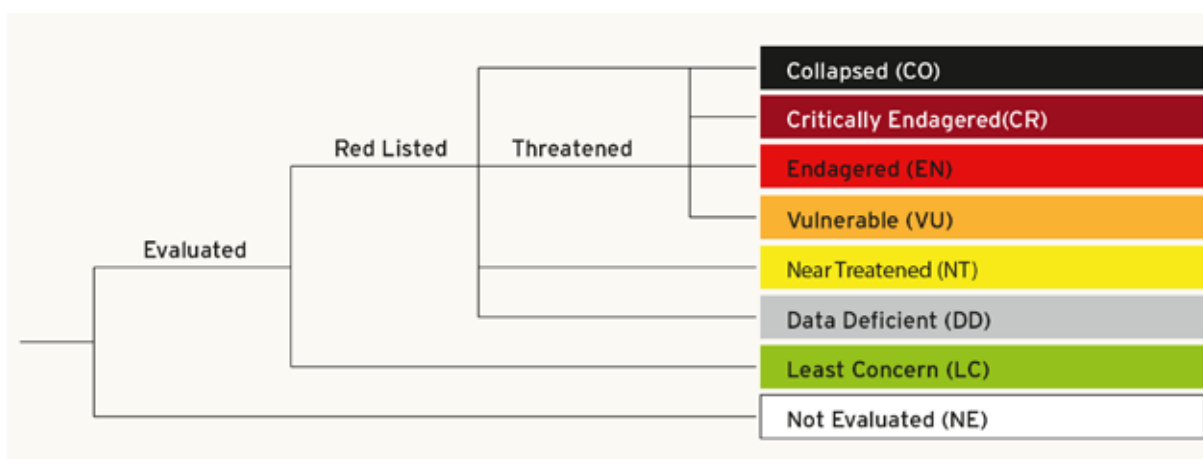 Collapsed (CO)
Critically Endagered(CR)
Red Listed
Threatened
Endagered (EN)
Vulnerable (VU)
Evaluated
Near Treatened (NT)
Data Deficient (DD)
Least Concern (LC)
Not Evaluated (NE)